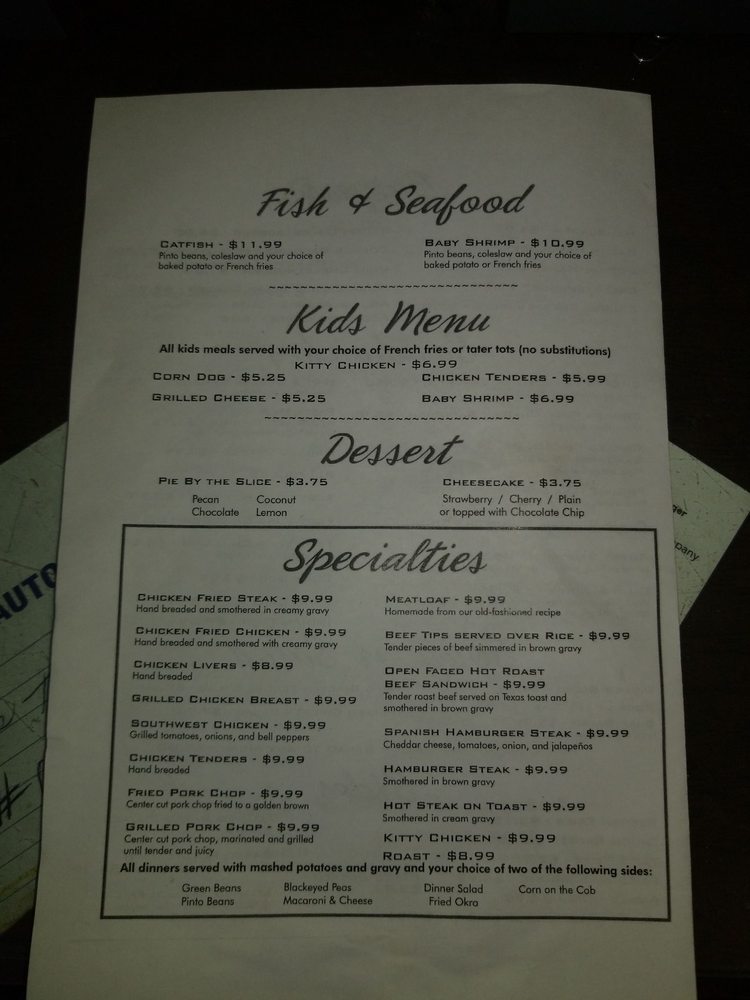 Fish & Seafood
CATFISH - $11.99
Pinto beans, coleslaw and your choice of
baked potato or French fries
BABY SHRIMP - $10.99
Pinto beans, coleslaw and your choice of
baked potato or French fries
~~~~~~~~~~~~~~~~~~~~~~~~~~~~~~~
Kids Menu
All kids meals served with your choice of French fries or tater tots (no substitutions)
KITTY CHICKEN - $6.99
CORN DOG - $5.25
CHICKEN TENDERS - $5.99
GRILLED CHEESE - $5.25
BABY SHRIMP - $6.99
~~~~~~~~~~~~~~~~~~~~~~~~~~~~~~~
Dessert
PIE BY THE SLICE - $3.75
Pecan Coconut
Chocolate Lemon
CHEESECAKE - $3.75
Strawberry / Cherry / Plain
or topped with Chocolate Chip
Specialties
CHICKEN FRIED STEAK - $9.99
Hand breaded and smothered in creamy gravy
CHICKEN FRIED CHICKEN - $9.99
Hand breaded and smothered with creamy gravy
CHICKEN LIVERS - $8.99
Hand breaded
GRILLED CHICKEN BREAST - $9.99
SOUTHWEST CHICKEN - $9.99
Grilled tomatoes, onions, and bell peppers
CHICKEN TENDERS - $9.99
Hand breaded
FRIED PORK CHOP - $9.99
Center cut pork chop fried to a golden brown
GRILLED PORK CHOP - $9.99
Center cut pork chop, marinated and grilled
until tender and juicy
MEATLOAF - $9.99
Homemade from our old-fashioned recipe
BEEF TIPS SERVED OVER RICE - $9.99
Tender pieces of beef simmered in brown gravy
OPEN FACED HOT ROAST
BEEF SANDWICH - $9.99
Tender roast beef served on Texas toast and
smothered in brown gravy
SPANISH HAMBURGER STEAK - $9.99
Cheddar cheese, tomatoes, onion, and jalapeños
HAMBURGER STEAK - $9.99
Smothered in brown gravy
HOT STEAK ON TOAST - $9.99
Smothered in cream gravy
KITTY CHICKEN - $9.99
ROAST - $8.99
All dinners served with mashed potatoes and gravy and your choice of two of the following sides:
Green Beans Blackeyed Peas Dinner Salad Corn on the Cob
Pinto Beans Macaroni & Cheese Fried Okra
AUTO
#